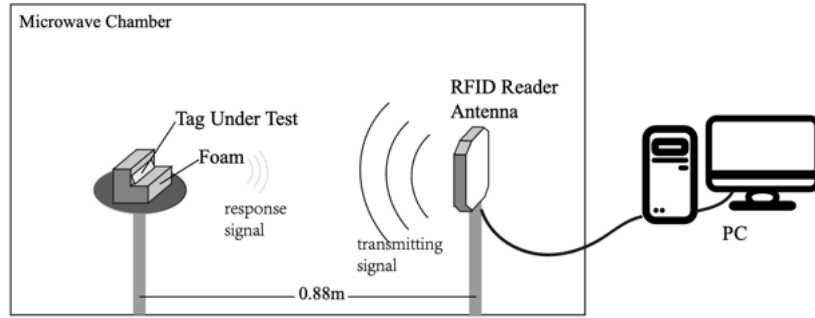 Microwave Chamber
RFID Reader
Antenna
Tag Under Test
Foam
response
signal
transmitting
signal
PC
0.88m